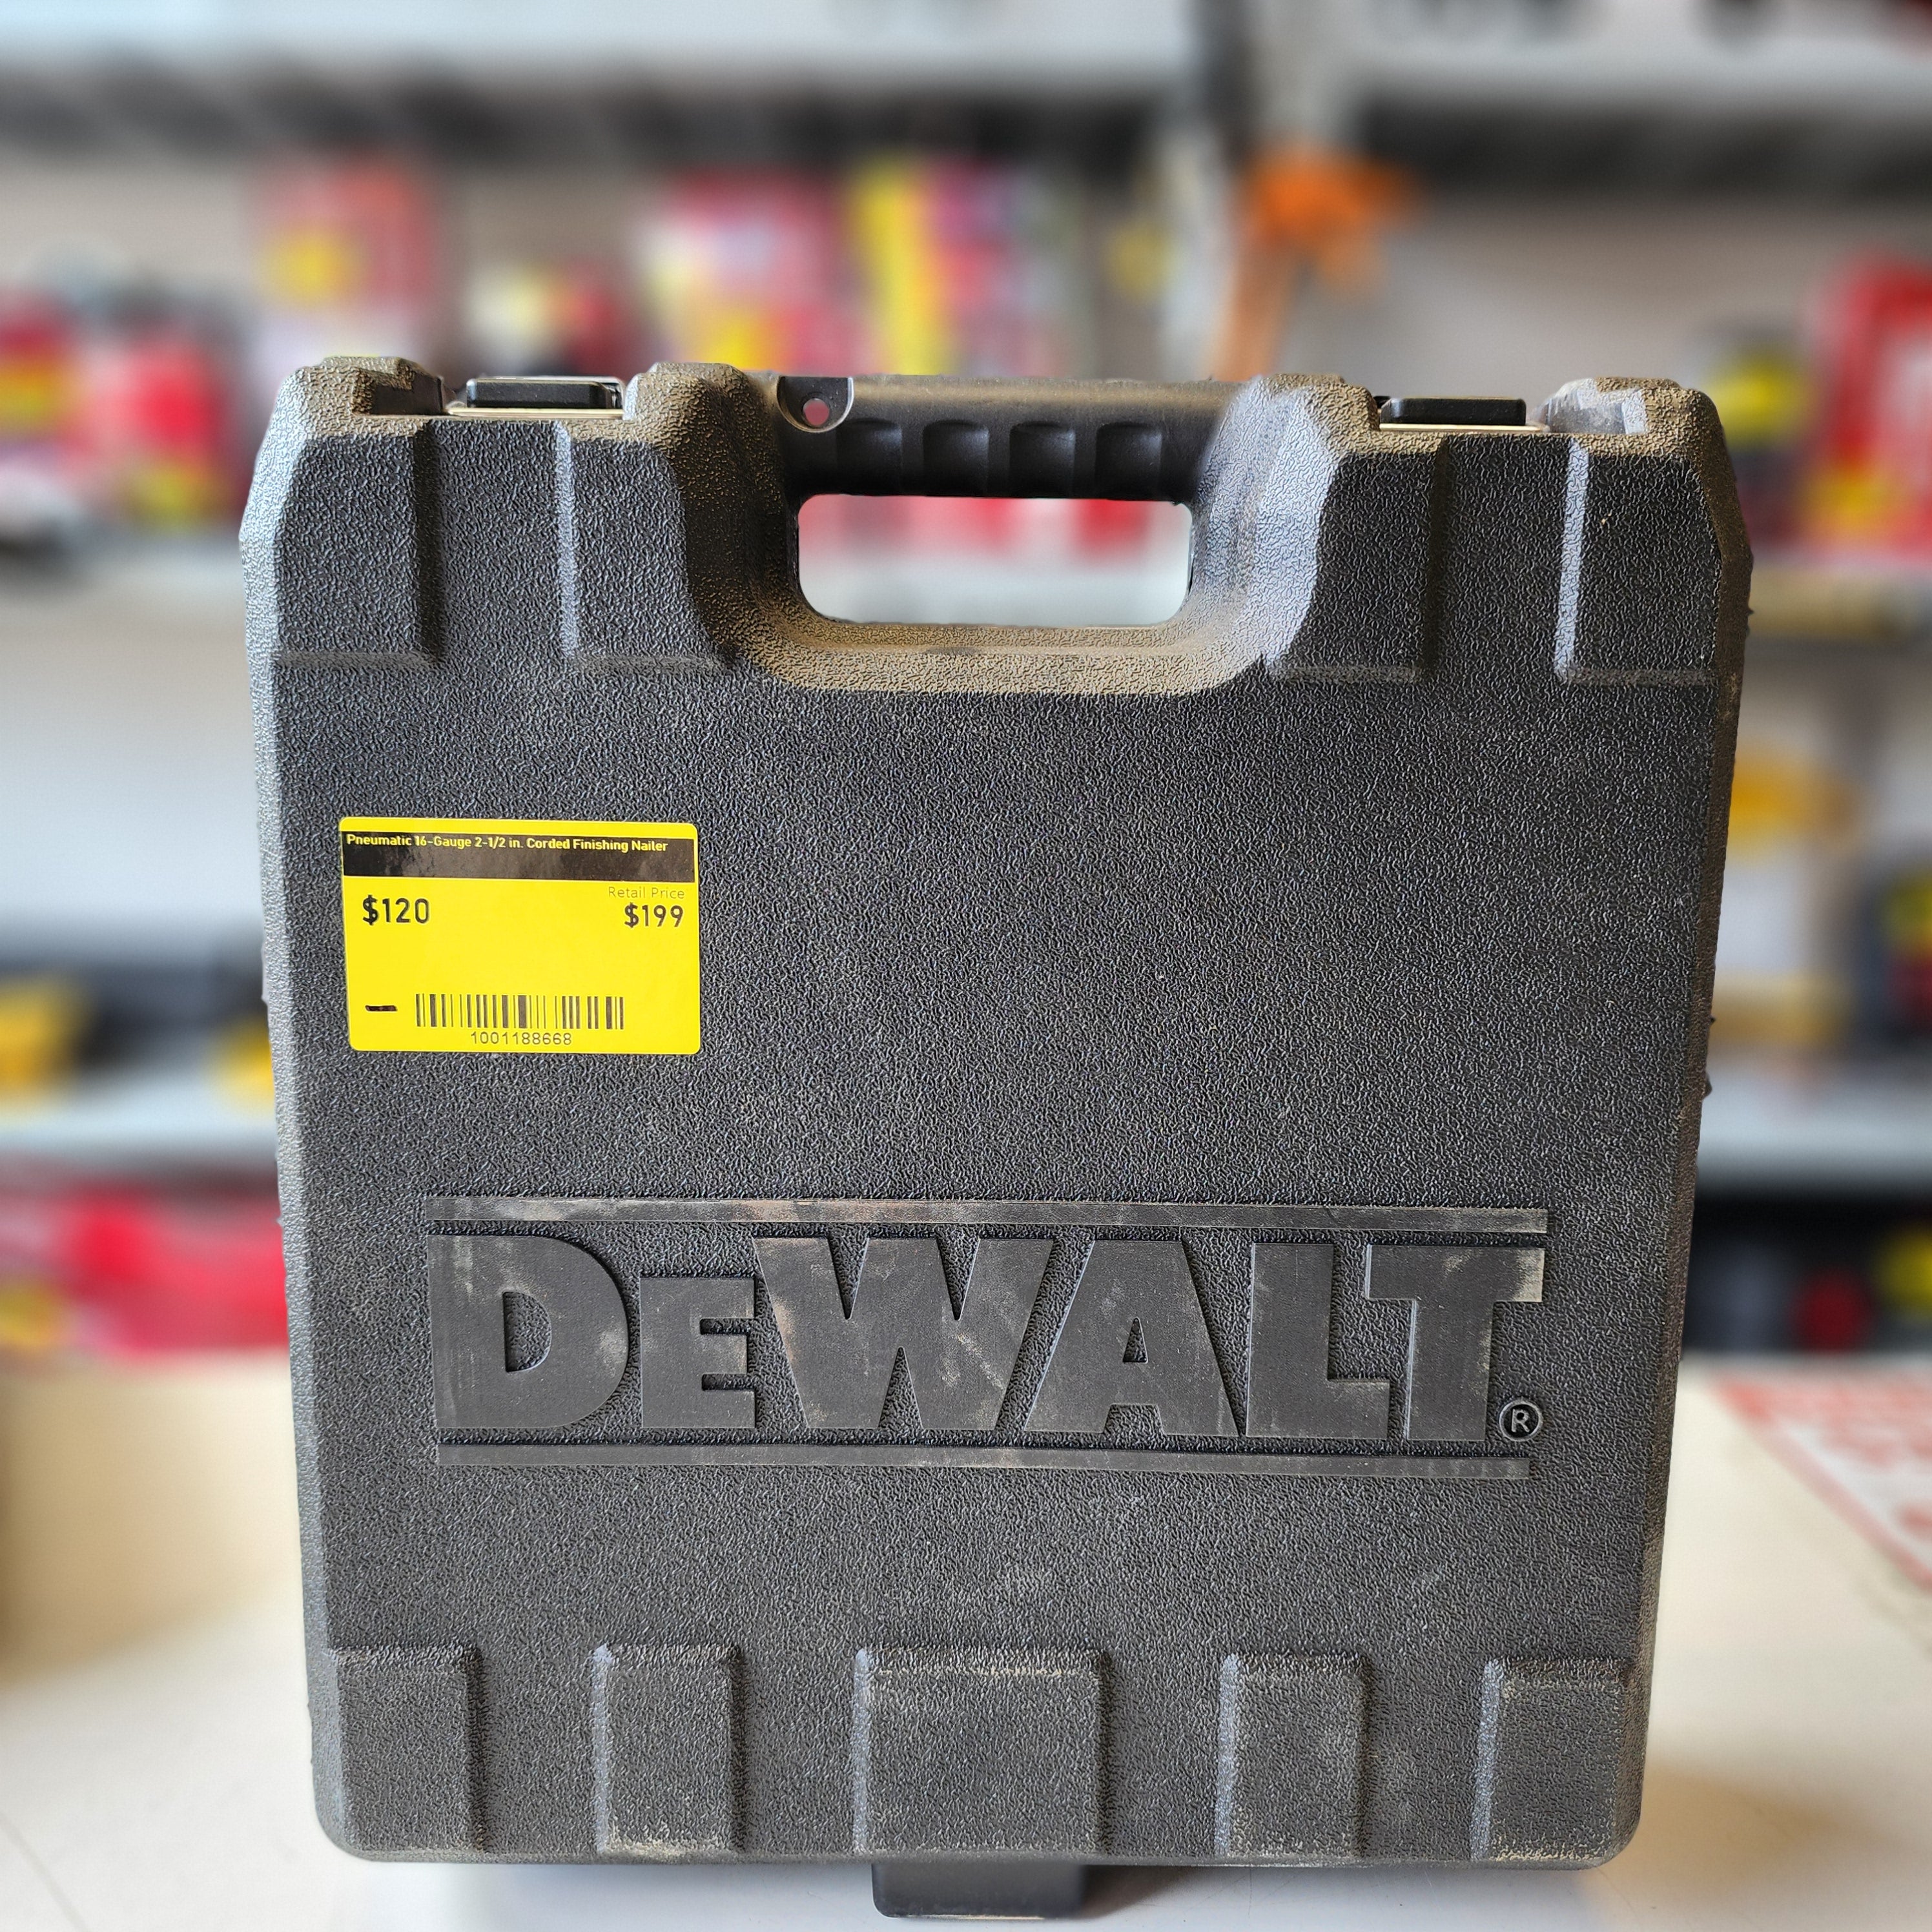 Pneumatic 16-Gauge 2-1/2 in. Corded Finishing Nailer
Retail Price
$120 $199
1001188668
DEWALT®